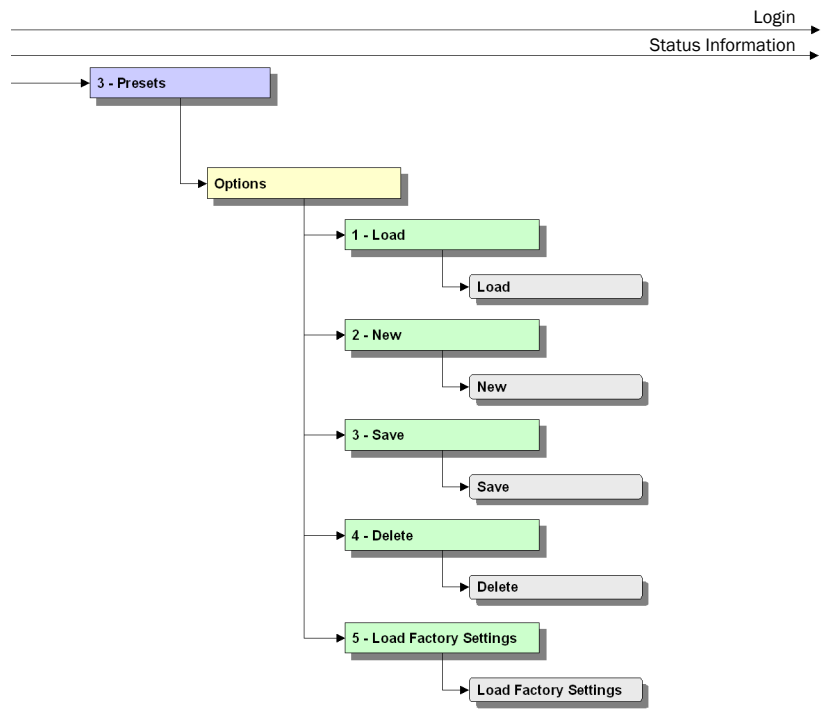 Login
Status Information
3 - Presets
Options
1 - Load
Load
2 - New
New
3 - Save
Save
4 - Delete
Delete
5 - Load Factory Settings
Load Factory Settings